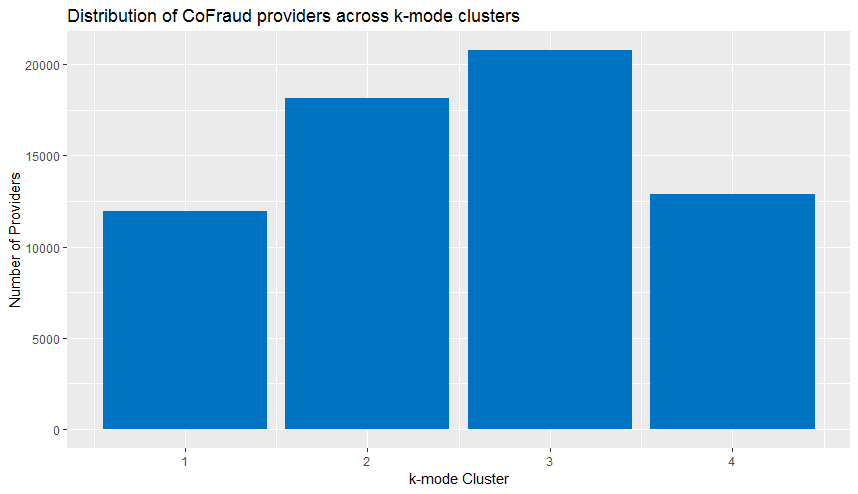 Distribution of CoFraud providers across k-mode clusters
Number of Providers
20000
15000
10000
5000
0
1 2 3 4
k-mode Cluster